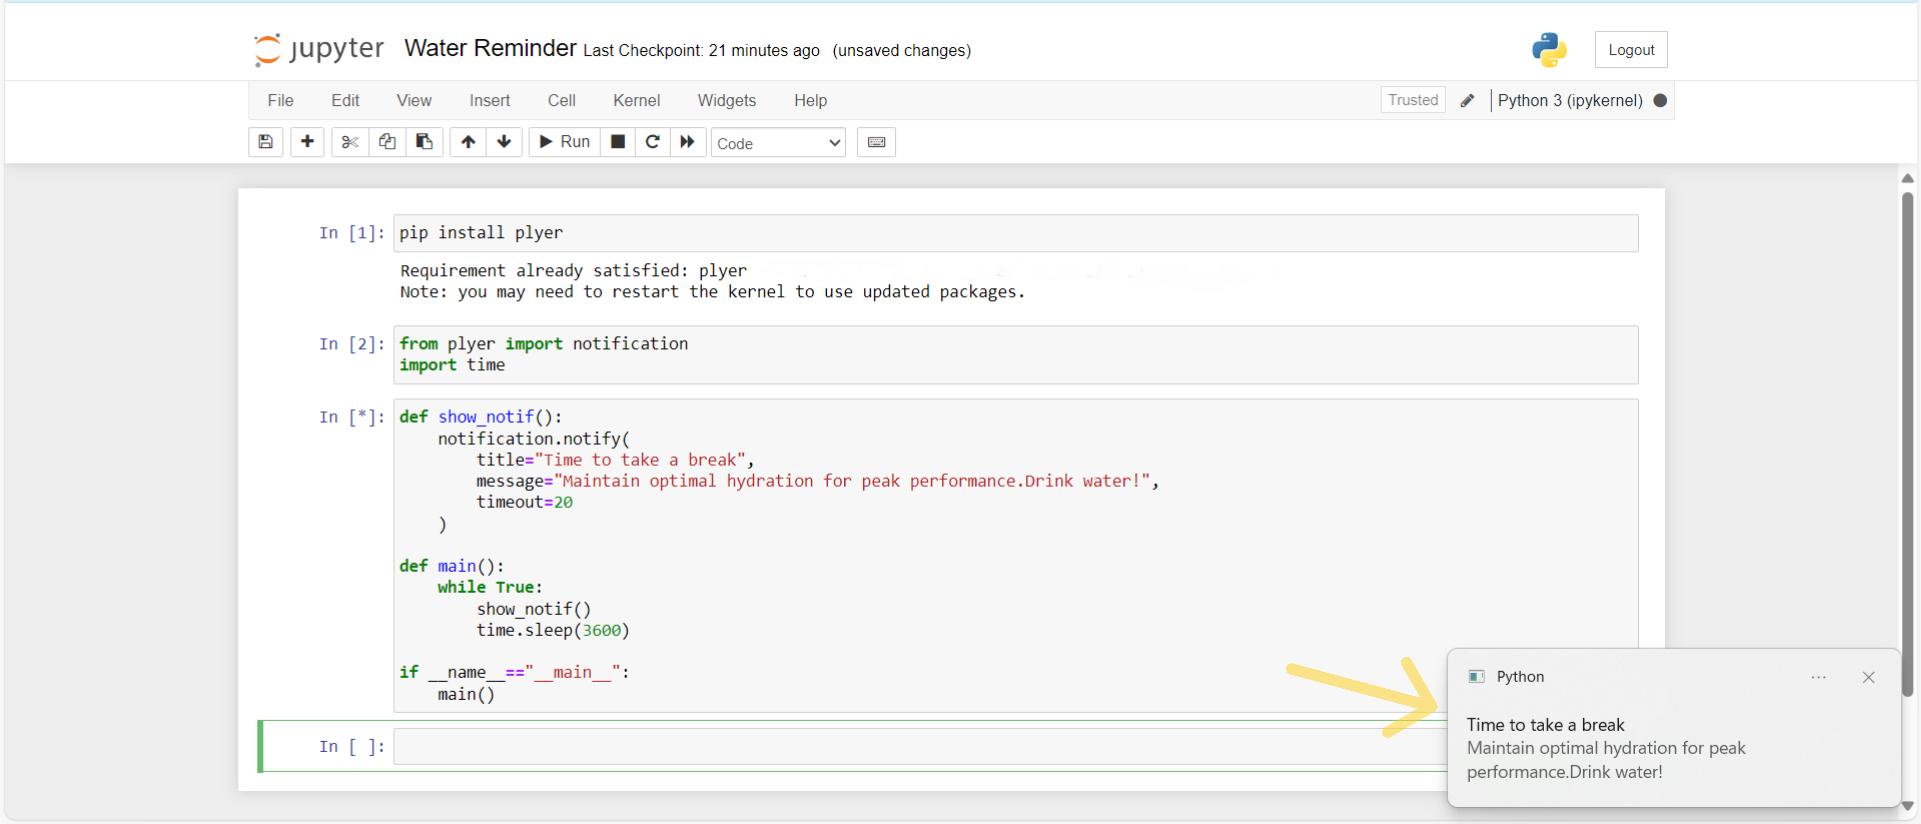 jupyter Water Reminder Last Checkpoint: 21 minutes ago (unsaved changes) Logout
File Edit View Insert Cell Kernel Widgets Help Trusted Python 3 (ipykernel)
Run Code
In [1]: pip install plyer
Requirement already satisfied: plyer
Note: you may need to restart the kernel to use updated packages.
In [2]: from plyer import notification
import time
In [*]: def show_notif():
    notification.notify(
        title="Time to take a break",
        message="Maintain optimal hydration for peak performance.Drink water!",
        timeout=20
    )
def main():
    while True:
        show_notif()
        time.sleep(3600)
if __name__=="__main__":
    main()
In [ ]:
Python
Time to take a break
Maintain optimal hydration for peak
performance.Drink water!